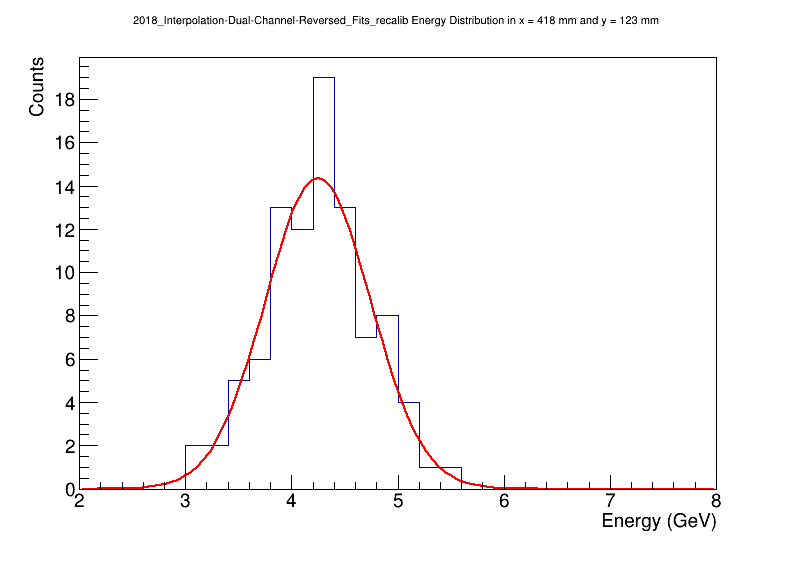 2018_Interpolation-Dual-Channel-Reversed_Fits_recalib Energy Distribution in x = 418 mm and y = 123 mm
Counts
18
16
14
12
10
8
6
4
2
0
2 3 4 5 6 7 8
Energy (GeV)